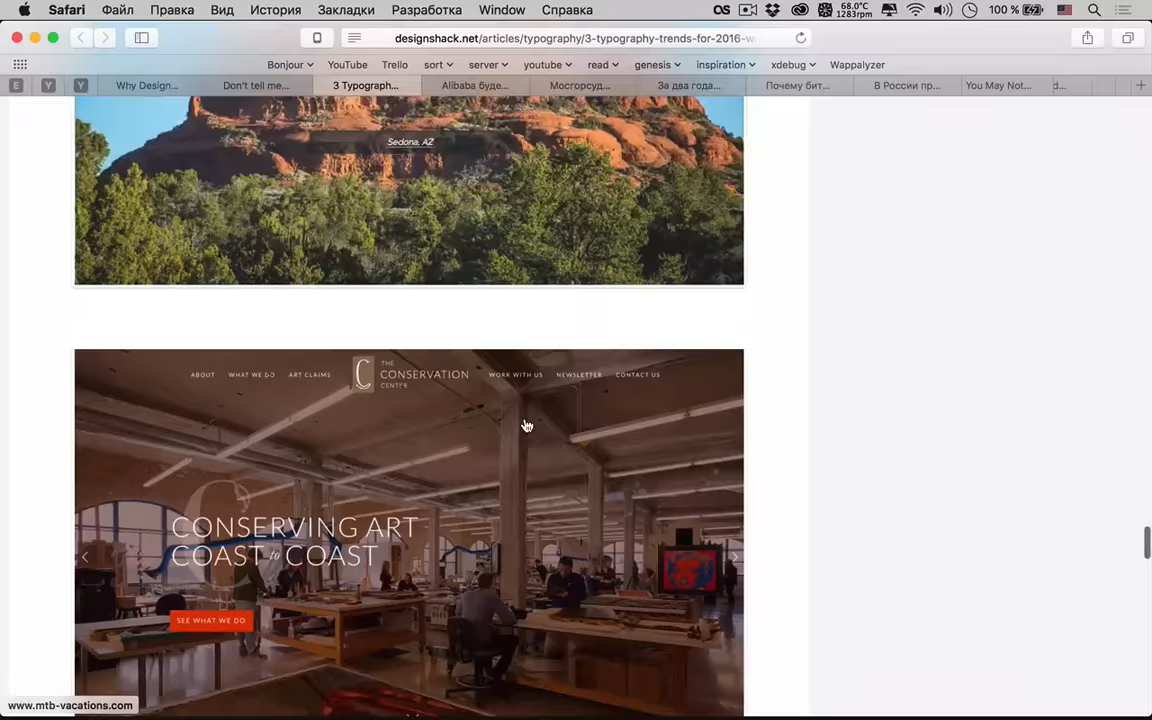 Safari Файл Правка Вид История Закладки Разработка Window Справка
68.0°C
1283rpm
100 %
designshack.net/articles/typography/3-typography-trends-for-2016-w
Bonjour YouTube Trello sort server youtube read genesis inspiration xdebug Wappalyzer
E Y Y Why Design... Don't tell me... 3 Typograph... Alibaba буде... Мосгорсуд... За два года... Почему бит... В России пр... You May Not... d...
Sedona, AZ
ABOUT WHAT WE DO ART CLAIMS
C
THE
CONSERVATION
CENTER
WORK WITH US NEWSLETTER CONTACT US
CONSERVING ART
COAST to COAST
SEE WHAT WE DO
www.mtb-vacations.com